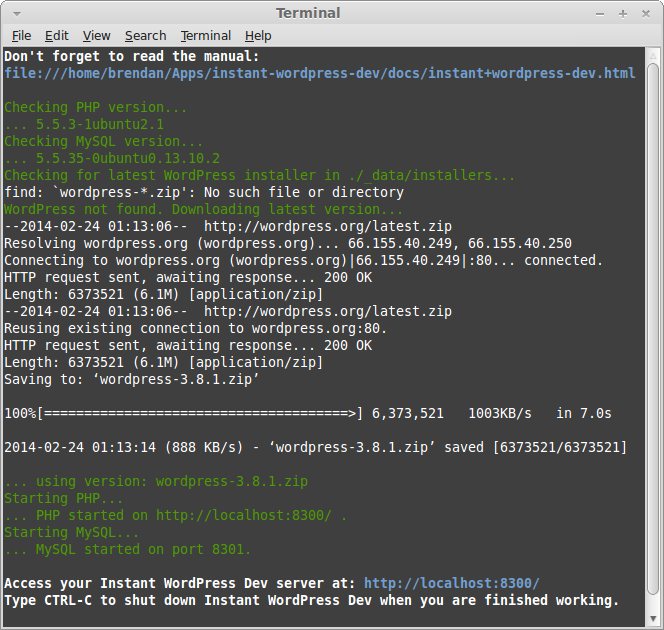 Terminal
File Edit View Search Terminal Help
Don't forget to read the manual:
file:///home/brendan/Apps/instant-wordpress-dev/docs/instant+wordpress-dev.html
Checking PHP version...
... 5.5.3-1ubuntu2.1
Checking MySQL version...
... 5.5.35-0ubuntu0.13.10.2
Checking for latest WordPress installer in ./_data/installers...
find: `wordpress-*.zip': No such file or directory
WordPress not found. Downloading latest version...
--2014-02-24 01:13:06--  http://wordpress.org/latest.zip
Resolving wordpress.org (wordpress.org)... 66.155.40.249, 66.155.40.250
Connecting to wordpress.org (wordpress.org)|66.155.40.249|:80... connected.
HTTP request sent, awaiting response... 200 OK
Length: 6373521 (6.1M) [application/zip]
--2014-02-24 01:13:06--  http://wordpress.org/latest.zip
Reusing existing connection to wordpress.org:80.
HTTP request sent, awaiting response... 200 OK
Length: 6373521 (6.1M) [application/zip]
Saving to: ‘wordpress-3.8.1.zip’
100%[======================================>] 6,373,521   1003KB/s   in 7.0s
2014-02-24 01:13:14 (888 KB/s) - ‘wordpress-3.8.1.zip’ saved [6373521/6373521]
... using version: wordpress-3.8.1.zip
Starting PHP...
... PHP started on http://localhost:8300/ .
Starting MySQL...
... MySQL started on port 8301.
Access your Instant WordPress Dev server at: http://localhost:8300/
Type CTRL-C to shut down Instant WordPress Dev when you are finished working.